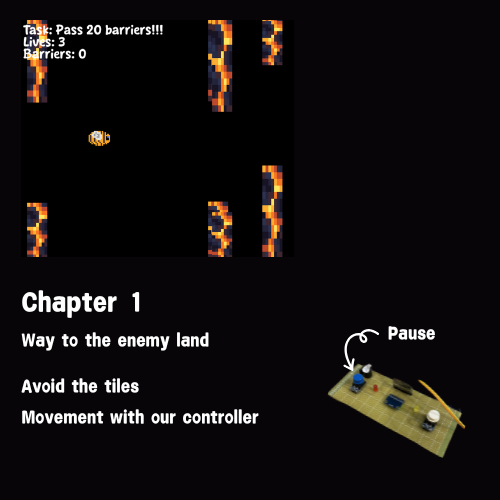 Task: Pass 20 barriers!!!
Lives: 3
Barriers: 0
Chapter 1
Way to the enemy land
Pause
Avoid the tiles
Movement with our controller